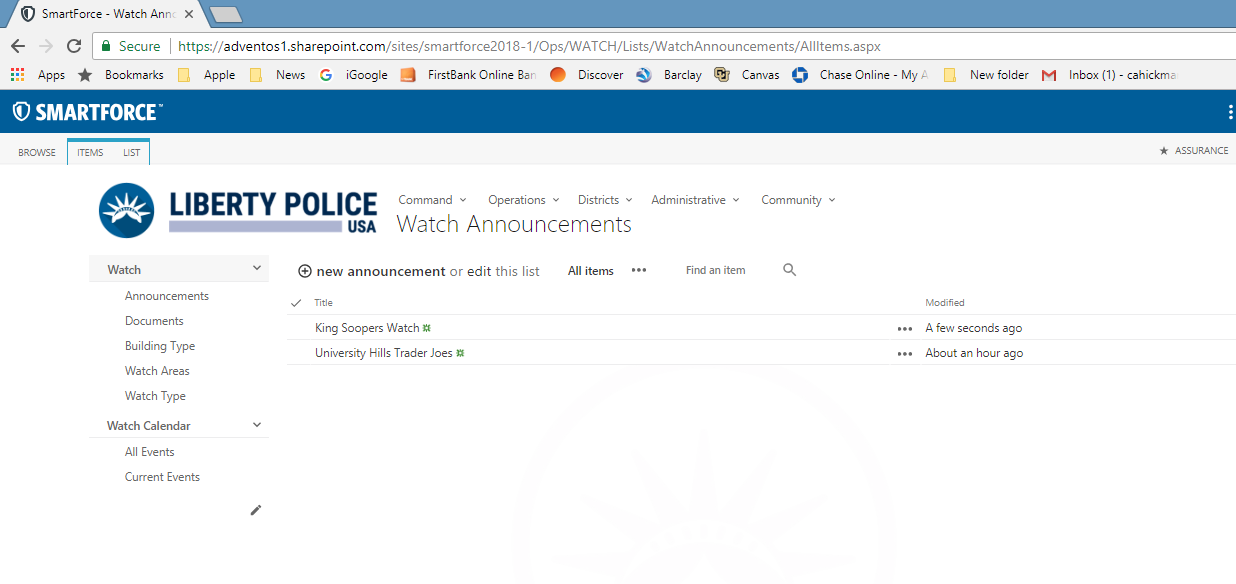 SmartForce - Watch Ann
Secure https://adventos1.sharepoint.com/sites/smartforce2018-1/Ops/WATCH/Lists/WatchAnnouncements/AllItems.aspx
Apps Bookmarks Apple News iGoogle FirstBank Online Ban Discover Barclay Canvas Chase Online - My A New folder Inbox (1) - cahickma
SMARTFORCE™
BROWSE ITEMS LIST ASSURANCE
LIBERTY POLICE
USA
Command Operations Districts Administrative Community
Watch Announcements
Watch
Announcements
Documents
Building Type
Watch Areas
Watch Type
Watch Calendar
All Events
Current Events
new announcement or edit this list All items ••• Find an item
Title Modified
King Soopers Watch ••• A few seconds ago
University Hills Trader Joes ••• About an hour ago